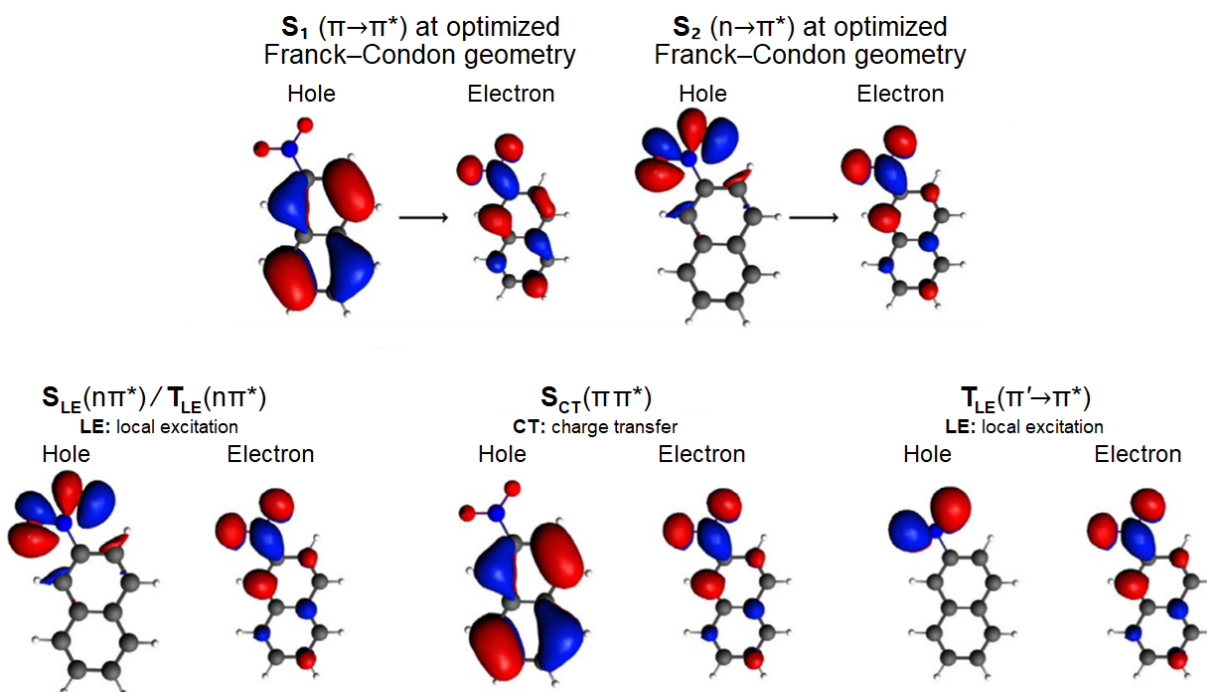 S₁ (π→π*) at optimized
Franck–Condon geometry
Hole Electron
S₂ (n→π*) at optimized
Franck–Condon geometry
Hole Electron
S_LE(nπ*) / T_LE(nπ*)
LE: local excitation
Hole Electron
S_CT(ππ*)
CT: charge transfer
Hole Electron
T_LE(π'→π*)
LE: local excitation
Hole Electron